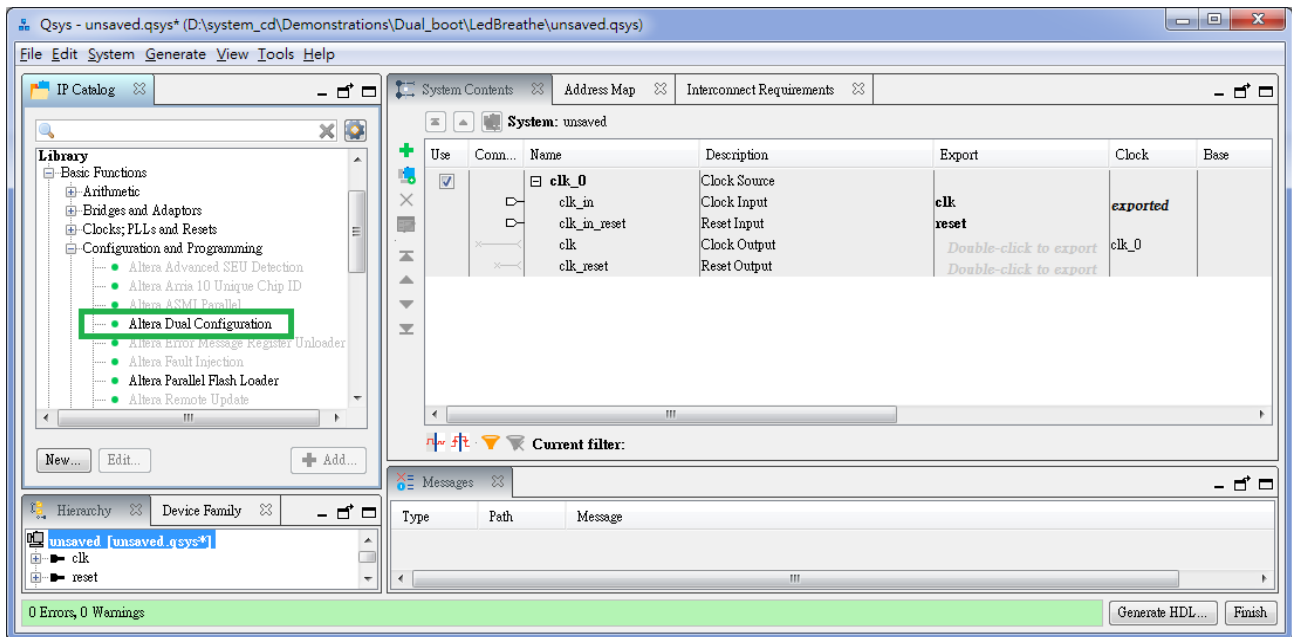 Qsys - unsaved.qsys* (D:\system_cd\Demonstrations\Dual_boot\LedBreathe\unsaved.qsys)
File Edit System Generate View Tools Help
IP Catalog
Library
Basic Functions
Arithmetic
Bridges and Adaptors
Clocks; PLLs and Resets
Configuration and Programming
Altera Advanced SEU Detection
Altera Arria 10 Unique Chip ID
Altera ASMI Parallel
Altera Dual Configuration
Altera Error Message Register Unloader
Altera Fault Injection
Altera Parallel Flash Loader
Altera Remote Update
New... Edit... Add...
Hierarchy Device Family
unsaved [unsaved.qsys*]
clk
reset
System Contents Address Map Interconnect Requirements
System: unsaved
Use Conn... Name Description Export Clock Base
clk_0 Clock Source
clk_in Clock Input clk exported
clk_in_reset Reset Input reset
clk Clock Output Double-click to export clk_0
clk_reset Reset Output Double-click to export
Current filter:
Messages
Type Path Message
0 Errors, 0 Warnings Generate HDL... Finish